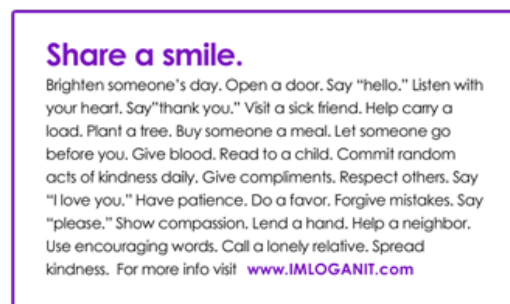 Share a smile.
Brighten someone's day. Open a door. Say "hello." Listen with
your heart. Say"thank you." Visit a sick friend. Help carry a
load. Plant a tree. Buy someone a meal. Let someone go
before you. Give blood. Read to a child. Commit random
acts of kindness daily. Give compliments. Respect others. Say
"I love you." Have patience. Do a favor. Forgive mistakes. Say
"please." Show compassion. Lend a hand. Help a neighbor.
Use encouraging words. Call a lonely relative. Spread
kindness.  For more info visit  www.IMLOGANIT.com